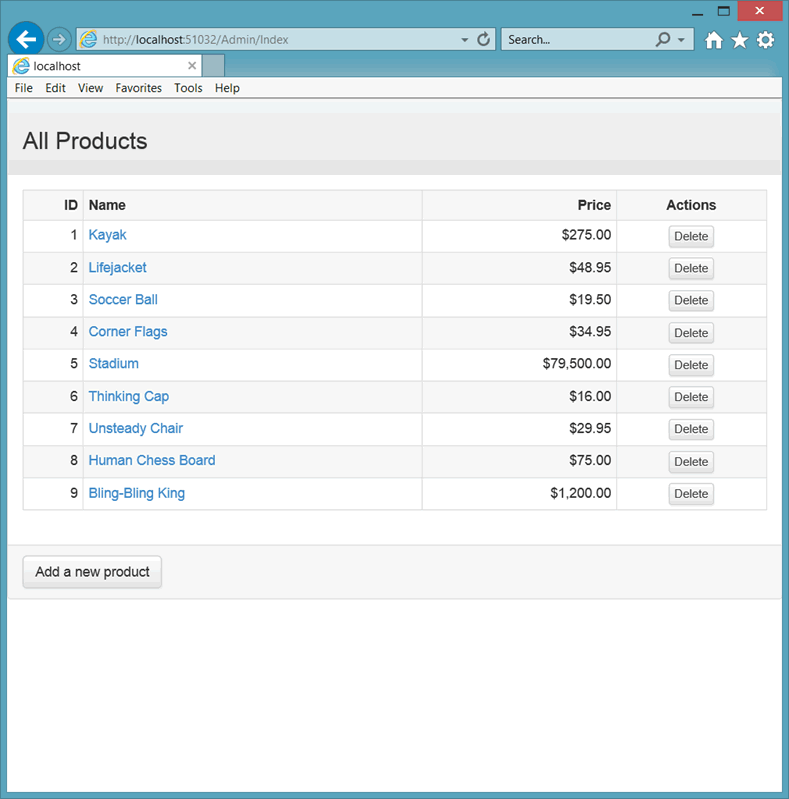 http://localhost:51032/Admin/Index Search...
localhost
File Edit View Favorites Tools Help
All Products
ID Name Price Actions
1 Kayak $275.00 Delete
2 Lifejacket $48.95 Delete
3 Soccer Ball $19.50 Delete
4 Corner Flags $34.95 Delete
5 Stadium $79,500.00 Delete
6 Thinking Cap $16.00 Delete
7 Unsteady Chair $29.95 Delete
8 Human Chess Board $75.00 Delete
9 Bling-Bling King $1,200.00 Delete
Add a new product